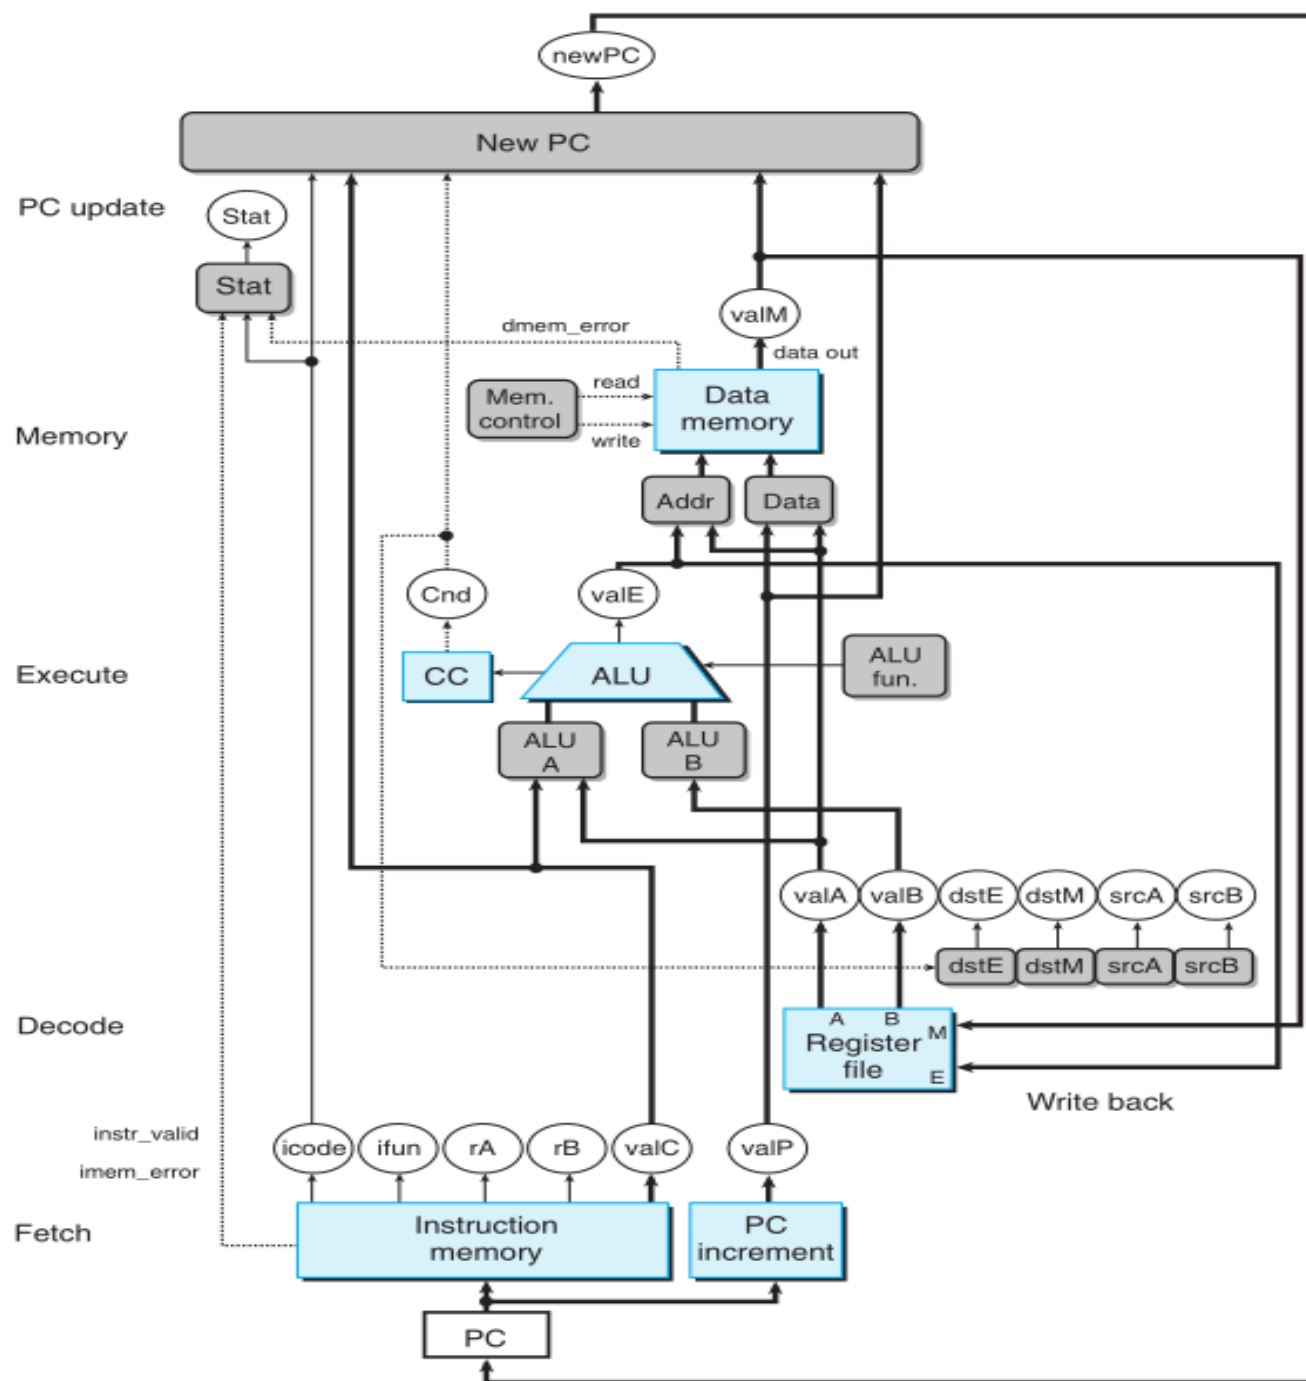 newPC
New PC
PC update
Stat
Stat
valM
dmem_error
data out
read
Mem.
control
write
Data
memory
Memory
Addr
Data
Cnd
valE
CC
ALU
ALU
fun.
Execute
ALU
A
ALU
B
valA
valB
dstE
dstM
srcA
srcB
dstE
dstM
srcA
srcB
Decode
A
B
M
Register
file
E
Write back
instr_valid
imem_error
icode
ifun
rA
rB
valC
valP
Fetch
Instruction
memory
PC
increment
PC